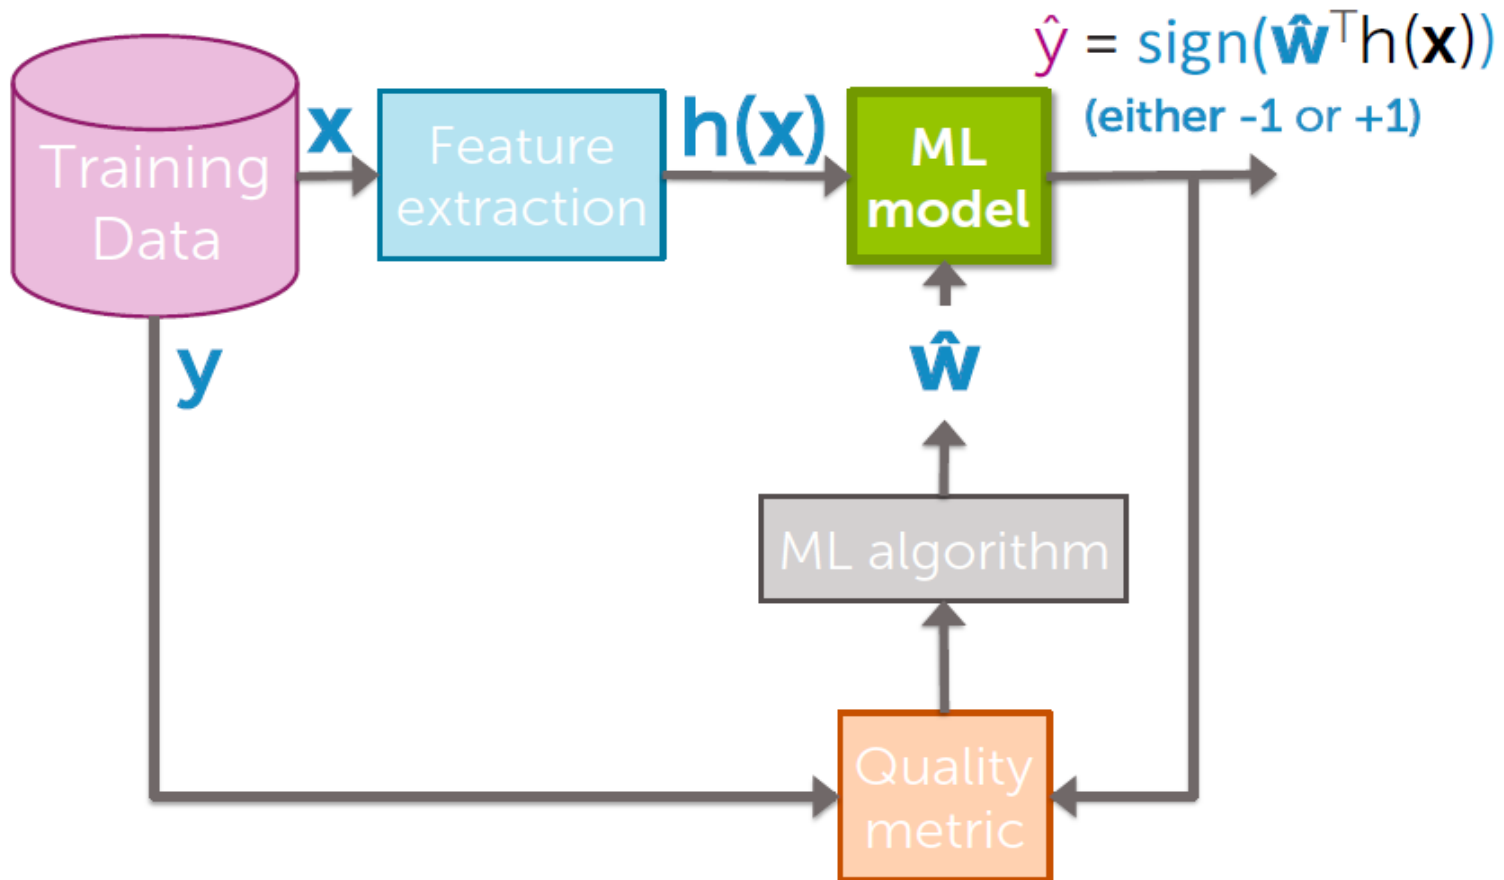 ŷ = sign(ŵᵀh(x))
(either -1 or +1)
Training
Data
x
Feature
extraction
h(x)
ML
model
y
ŵ
ML algorithm
Quality
metric